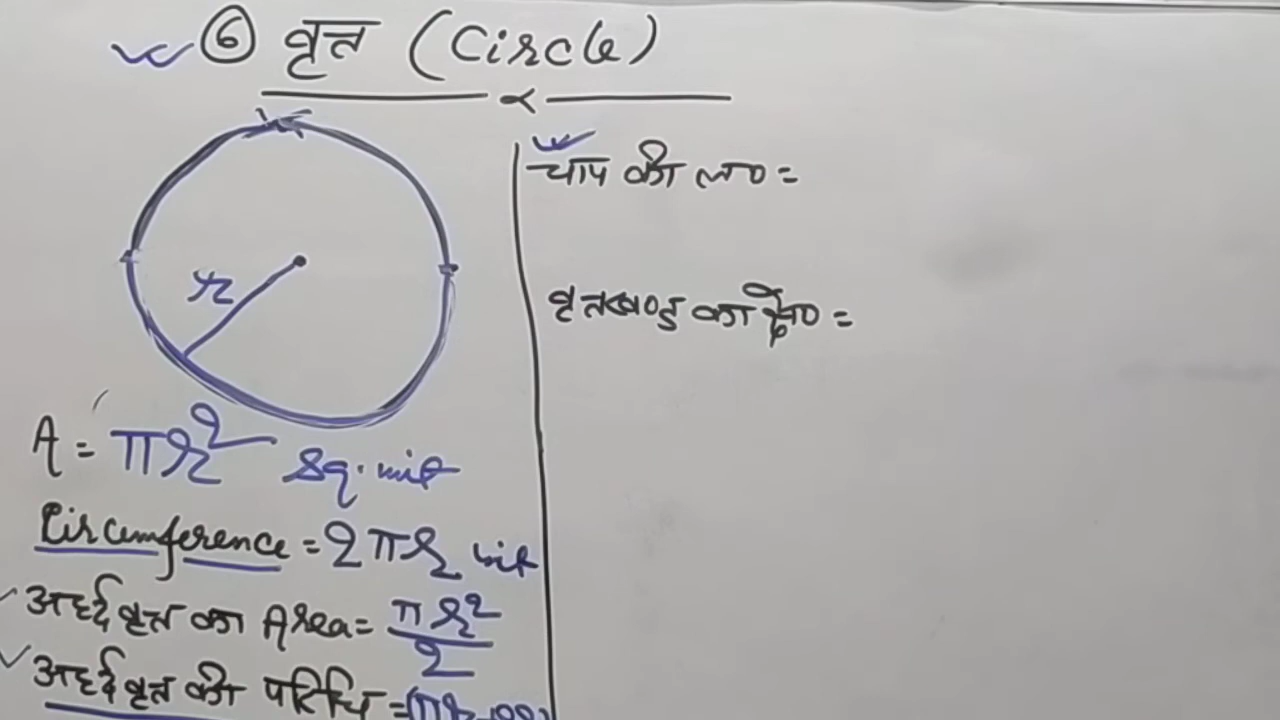 ⑥ वृत्त (Circle)
r
A = πr² sq. unit
Circumference = 2πr unit
अर्द्धवृत्त का Area = πr²/2
अर्द्धवृत्त की परिधि = (πr
चाप की ल० =
वृत्तखण्ड का क्षे० =